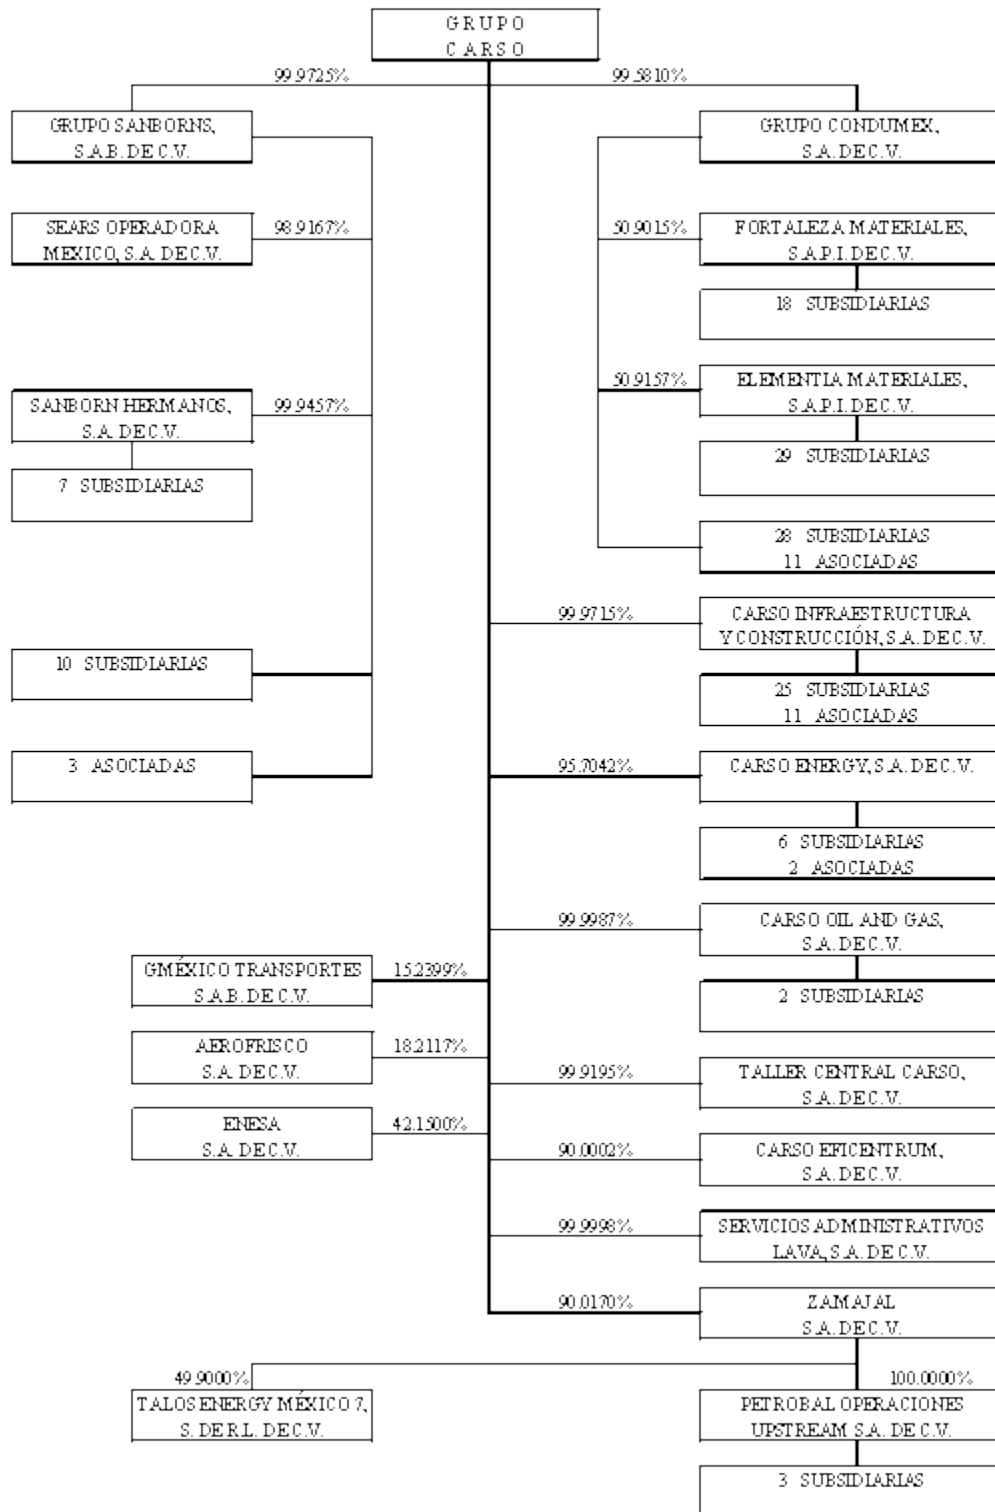 GRUPO
CARSO
99.9725%
99.5810%
GRUPO SANBORNS,
S.A.B. DE C.V.
GRUPO CONDUMEX,
S.A. DE C.V.
SEARS OPERADORA
MEXICO, S.A. DE C.V.
98.9167%
50.9015%
FORTALEZA MATERIALES,
S.A.P.I. DE C.V.
18 SUBSIDIARIAS
50.9157%
ELEMENTIA MATERIALES,
S.A.P.I. DE C.V.
SANBORN HERMANOS,
S.A. DE C.V.
99.9457%
29 SUBSIDIARIAS
7 SUBSIDIARIAS
28 SUBSIDIARIAS
11 ASOCIADAS
99.9715%
CARSO INFRAESTRUCTURA
Y CONSTRUCCIÓN, S.A. DE C.V.
10 SUBSIDIARIAS
25 SUBSIDIARIAS
11 ASOCIADAS
3 ASOCIADAS
95.7042%
CARSO ENERGY, S.A. DE C.V.
6 SUBSIDIARIAS
2 ASOCIADAS
99.9987%
CARSO OIL AND GAS,
S.A. DE C.V.
GMÉXICO TRANSPORTES
S.A.B. DE C.V.
15.2399%
2 SUBSIDIARIAS
AEROFRISCO
S.A. DE C.V.
18.2117%
99.9195%
TALLER CENTRAL CARSO,
S.A. DE C.V.
ENESA
S.A. DE C.V.
42.1500%
90.0002%
CARSO EFICENTRUM,
S.A. DE C.V.
99.9998%
SERVICIOS ADMINISTRATIVOS
LAVA, S.A. DE C.V.
90.0170%
ZAMAJAL
S.A. DE C.V.
49.9000%
100.0000%
TALOS ENERGY MÉXICO 7,
S. DE R.L. DE C.V.
PETROBAL OPERACIONES
UPSTREAM S.A. DE C.V.
3 SUBSIDIARIAS